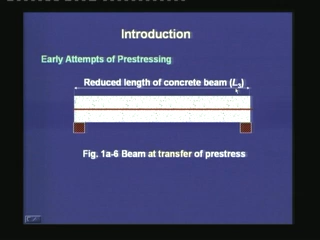 Introduction
Early Attempts of Prestressing
Reduced length of concrete beam (L₂)
Fig. 1a-6 Beam at transfer of prestress